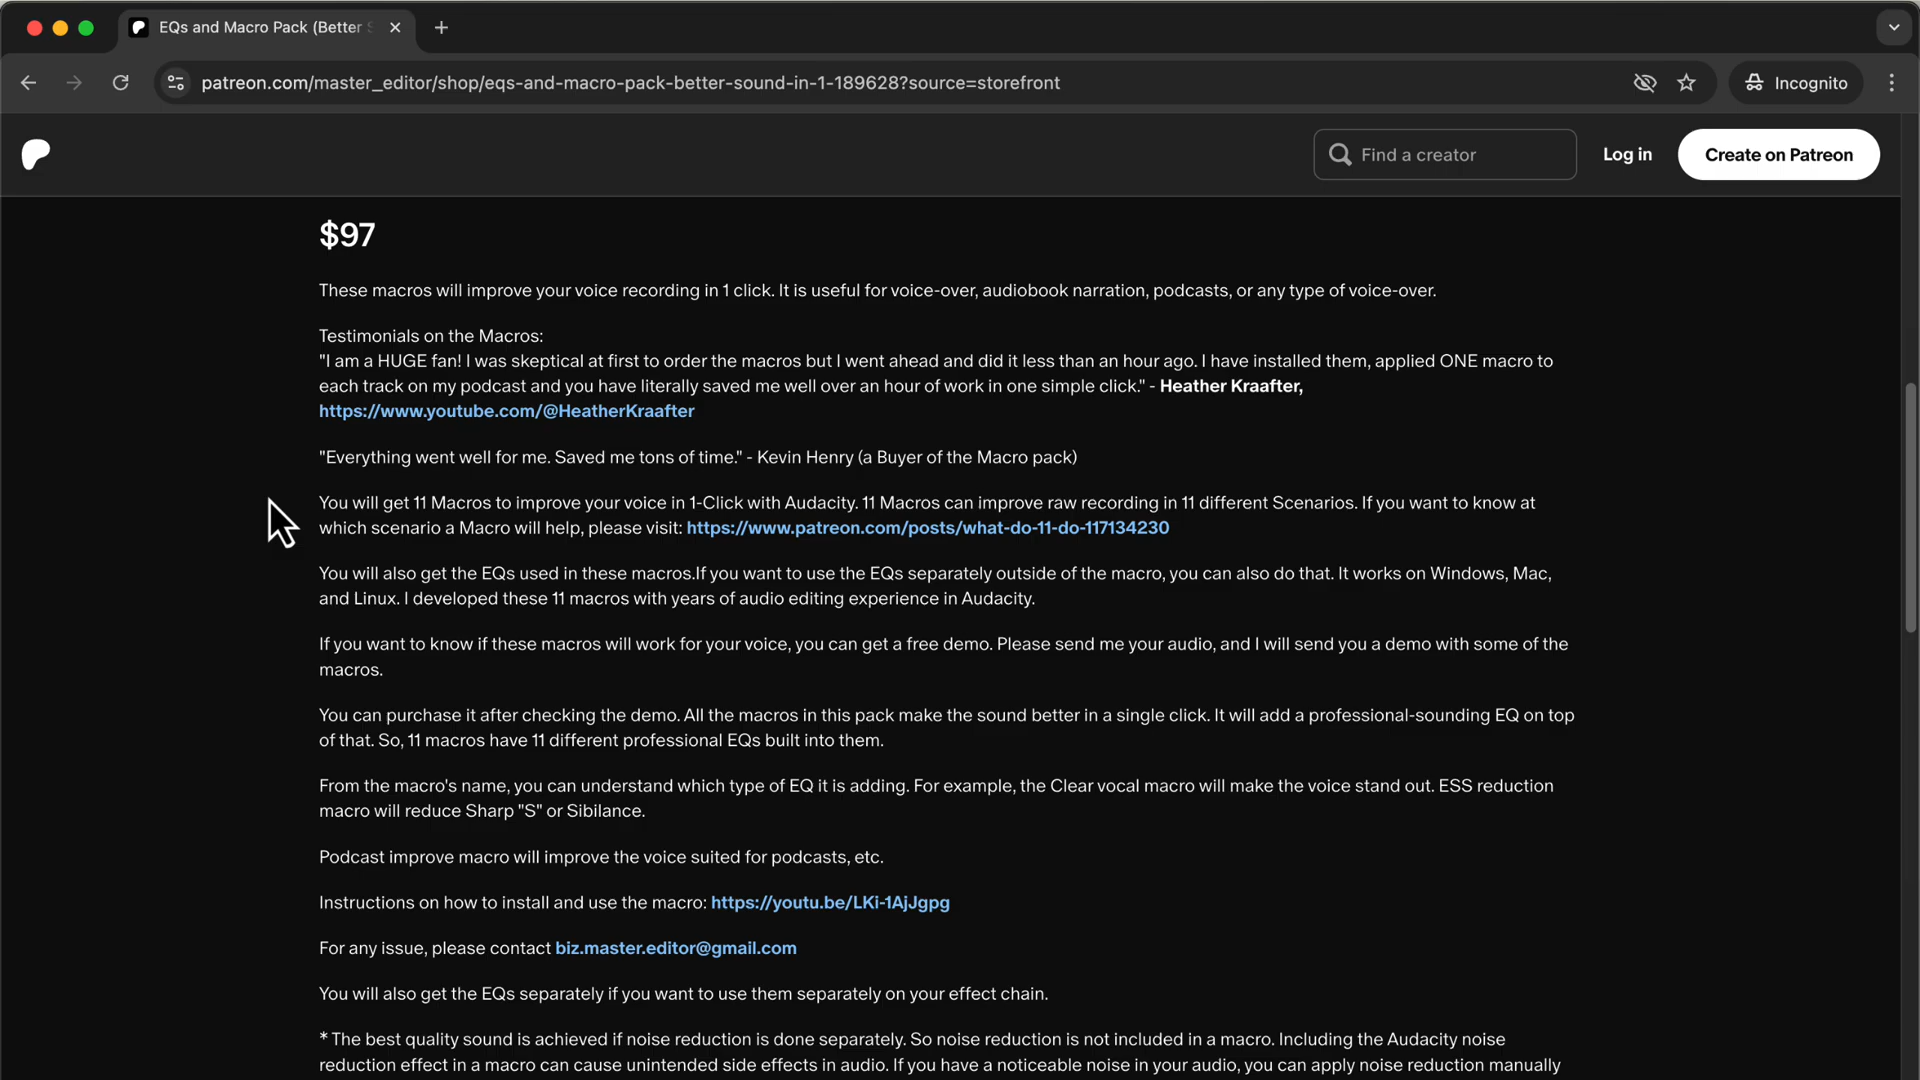 EQs and Macro Pack (Better
patreon.com/master_editor/shop/eqs-and-macro-pack-better-sound-in-1-189628?source=storefront
Incognito
Find a creator
Log in
Create on Patreon
$97
These macros will improve your voice recording in 1 click. It is useful for voice-over, audiobook narration, podcasts, or any type of voice-over.
Testimonials on the Macros:
"I am a HUGE fan! I was skeptical at first to order the macros but I went ahead and did it less than an hour ago. I have installed them, applied ONE macro to
each track on my podcast and you have literally saved me well over an hour of work in one simple click." - Heather Kraafter,
https://www.youtube.com/@HeatherKraafter
"Everything went well for me. Saved me tons of time." - Kevin Henry (a Buyer of the Macro pack)
You will get 11 Macros to improve your voice in 1-Click with Audacity. 11 Macros can improve raw recording in 11 different Scenarios. If you want to know at
which scenario a Macro will help, please visit: https://www.patreon.com/posts/what-do-11-do-117134230
You will also get the EQs used in these macros.If you want to use the EQs separately outside of the macro, you can also do that. It works on Windows, Mac,
and Linux. I developed these 11 macros with years of audio editing experience in Audacity.
If you want to know if these macros will work for your voice, you can get a free demo. Please send me your audio, and I will send you a demo with some of the
macros.
You can purchase it after checking the demo. All the macros in this pack make the sound better in a single click. It will add a professional-sounding EQ on top
of that. So, 11 macros have 11 different professional EQs built into them.
From the macro's name, you can understand which type of EQ it is adding. For example, the Clear vocal macro will make the voice stand out. ESS reduction
macro will reduce Sharp "S" or Sibilance.
Podcast improve macro will improve the voice suited for podcasts, etc.
Instructions on how to install and use the macro: https://youtu.be/LKi-1AjJgpg
For any issue, please contact biz.master.editor@gmail.com
You will also get the EQs separately if you want to use them separately on your effect chain.
* The best quality sound is achieved if noise reduction is done separately. So noise reduction is not included in a macro. Including the Audacity noise
reduction effect in a macro can cause unintended side effects in audio. If you have a noticeable noise in your audio, you can apply noise reduction manually